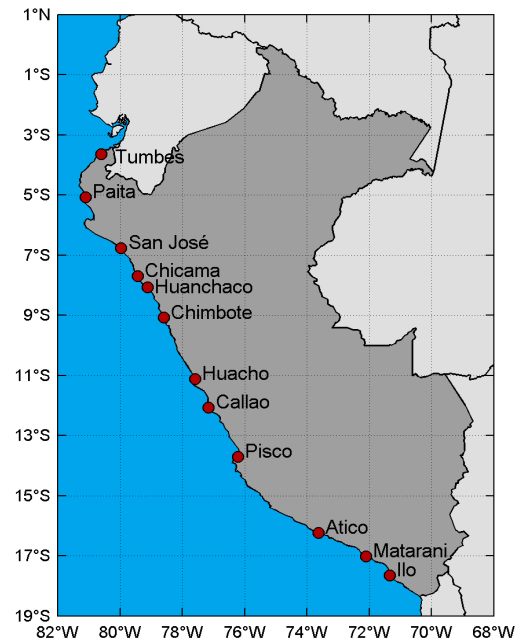 1°N
1°S
3°S
Tumbes
5°S
Paita
San José
7°S
Chicama
Huanchaco
9°S
Chimbote
11°S
Huacho
Callao
13°S
Pisco
15°S
Atico
17°S
Matarani
Ilo
19°S
82°W 80°W 78°W 76°W 74°W 72°W 70°W 68°W